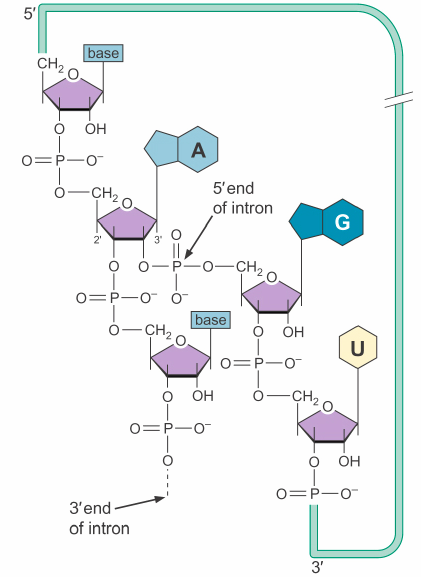 5′
CH2
O
base
O
OH
O=P—O–
O—CH2
A
O
2′
3′
5′end
of intron
O
O
O
P—O—CH2
O–
G
O
O=P—O–
O—CH2
O
base
O
OH
O=P—O–
O—CH2
O
U
O
OH
O=P—O–
O
O
OH
O=P—O–
3′end
of intron
3′